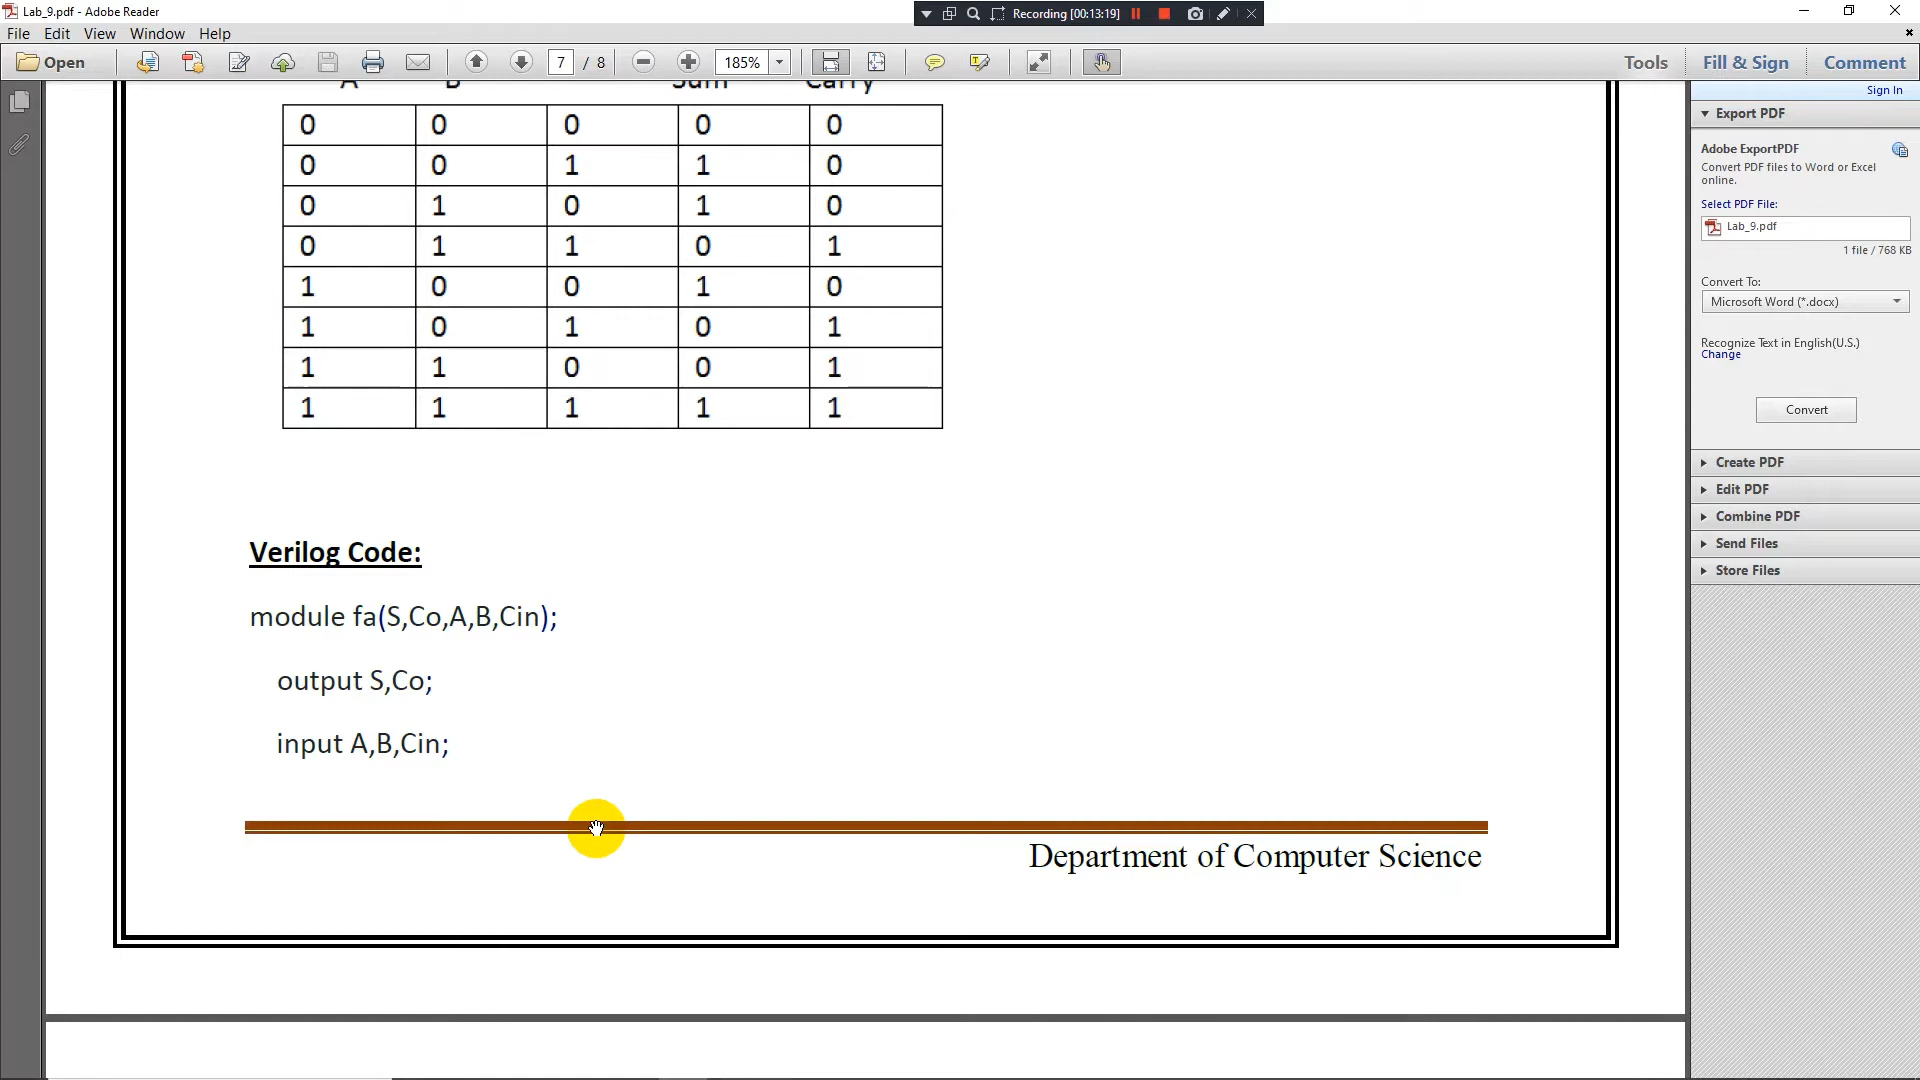 Lab_9.pdf - Adobe Reader
Recording [00:13:19]
File Edit View Window Help
Open 7 / 8 185% Tools Fill & Sign Comment
Sign In
A B Sum Carry
0 0 0 0 0
0 0 1 1 0
0 1 0 1 0
0 1 1 0 1
1 0 0 1 0
1 0 1 0 1
1 1 0 0 1
1 1 1 1 1
Verilog Code:
module fa(S,Co,A,B,Cin);
output S,Co;
input A,B,Cin;
Department of Computer Science
Export PDF
Adobe ExportPDF
Convert PDF files to Word or Excel
online.
Select PDF File:
Lab_9.pdf
1 file / 768 KB
Convert To:
Microsoft Word (*.docx)
Recognize Text in English(U.S.)
Change
Convert
Create PDF
Edit PDF
Combine PDF
Send Files
Store Files